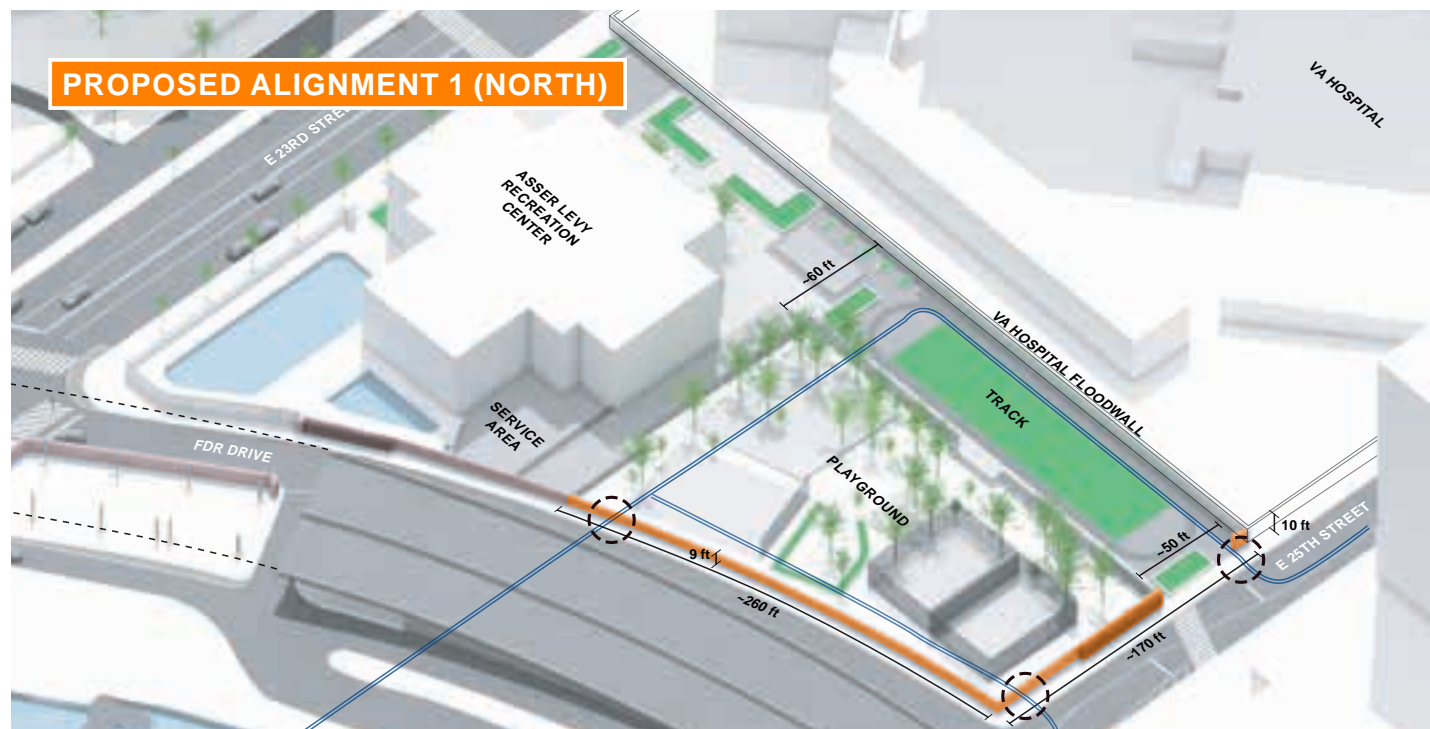 PROPOSED ALIGNMENT 1 (NORTH)
VA HOSPITAL
E 23RD STREET
ASSER LEVY
RECREATION
CENTER
~60 ft
VA HOSPITAL FLOODWALL
TRACK
SERVICE
AREA
FDR DRIVE
PLAYGROUND
10 ft
E 25TH STREET
~50 ft
9 ft
~260 ft
~170 ft